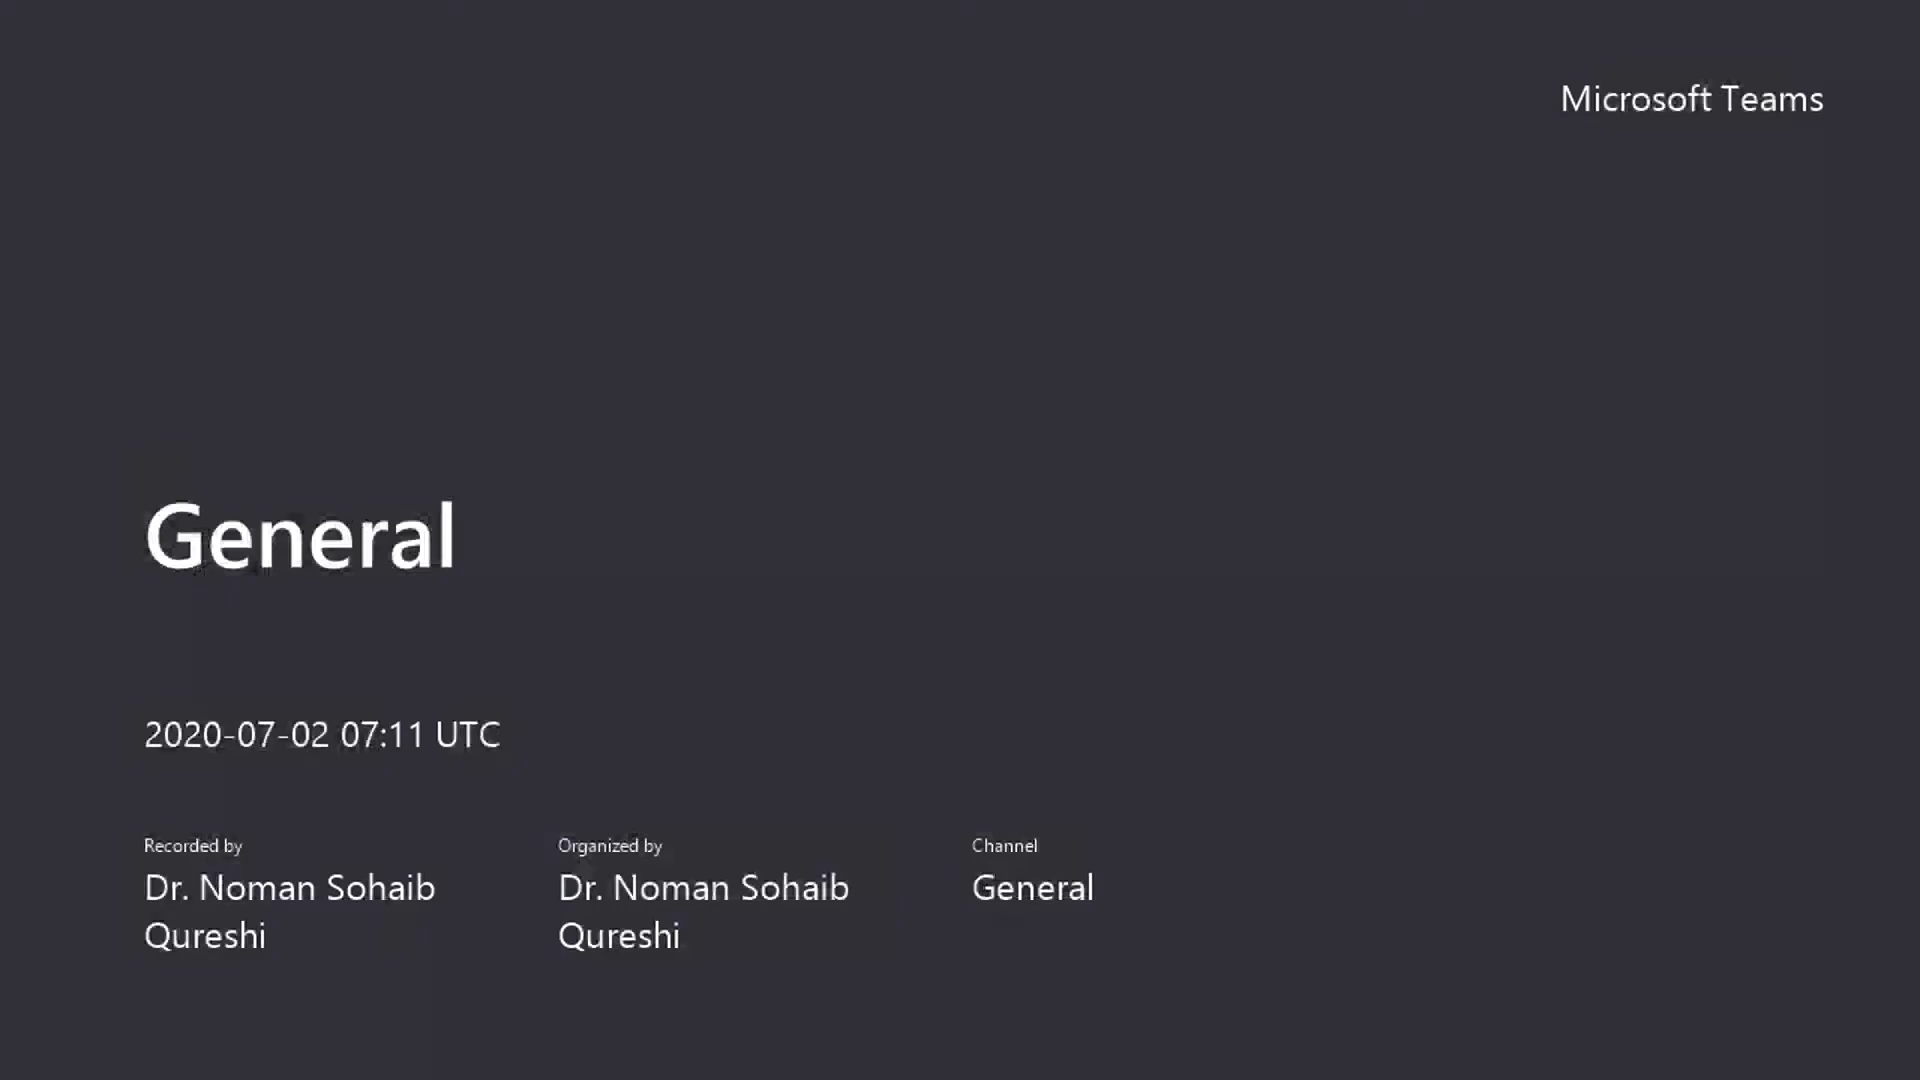 Microsoft Teams
General
2020-07-02 07:11 UTC
Recorded by
Dr. Noman Sohaib
Qureshi
Organized by
Dr. Noman Sohaib
Qureshi
Channel
General